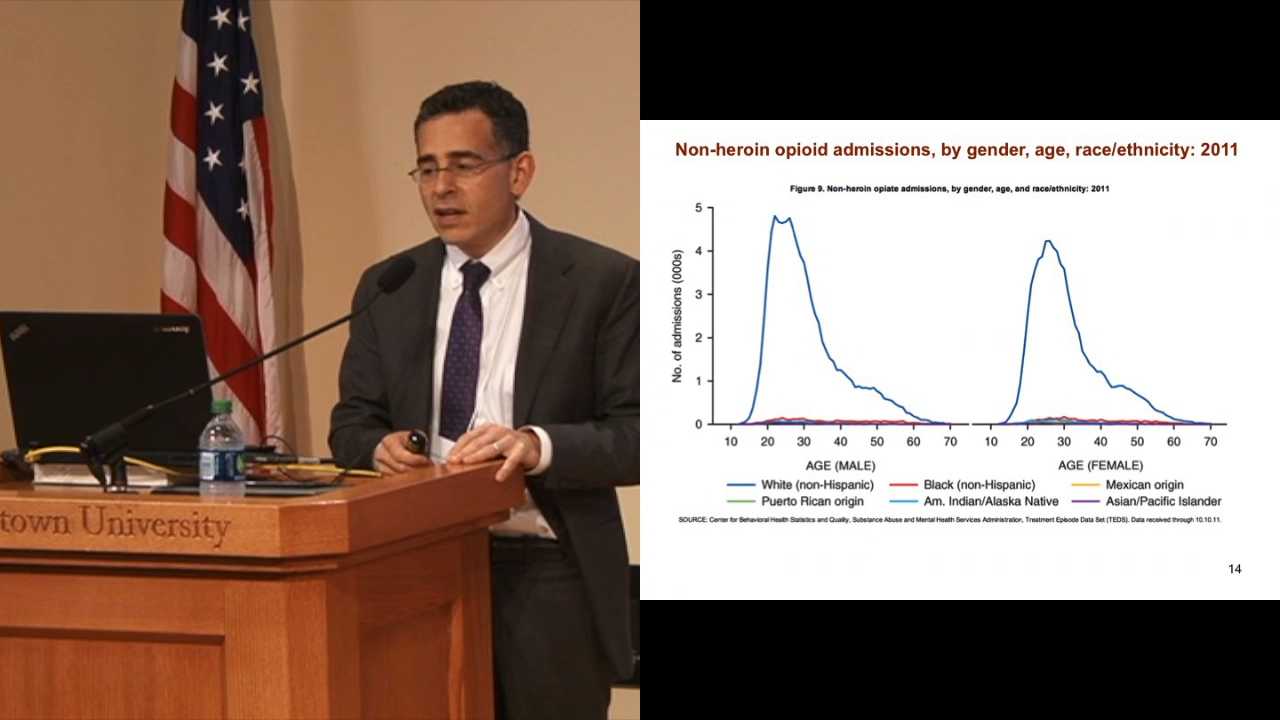 town University
Non-heroin opioid admissions, by gender, age, race/ethnicity: 2011
Figure 9. Non-heroin opiate admissions, by gender, age, and race/ethnicity: 2011
No. of admissions (000s)
5
4
3
2
1
0
10 20 30 40 50 60 70
10 20 30 40 50 60 70
AGE (MALE)
AGE (FEMALE)
White (non-Hispanic) Black (non-Hispanic) Mexican origin
Puerto Rican origin Am. Indian/Alaska Native Asian/Pacific Islander
SOURCE: Center for Behavioral Health Statistics and Quality, Substance Abuse and Mental Health Services Administration, Treatment Episode Data Set (TEDS). Data received through 10.10.11.
14